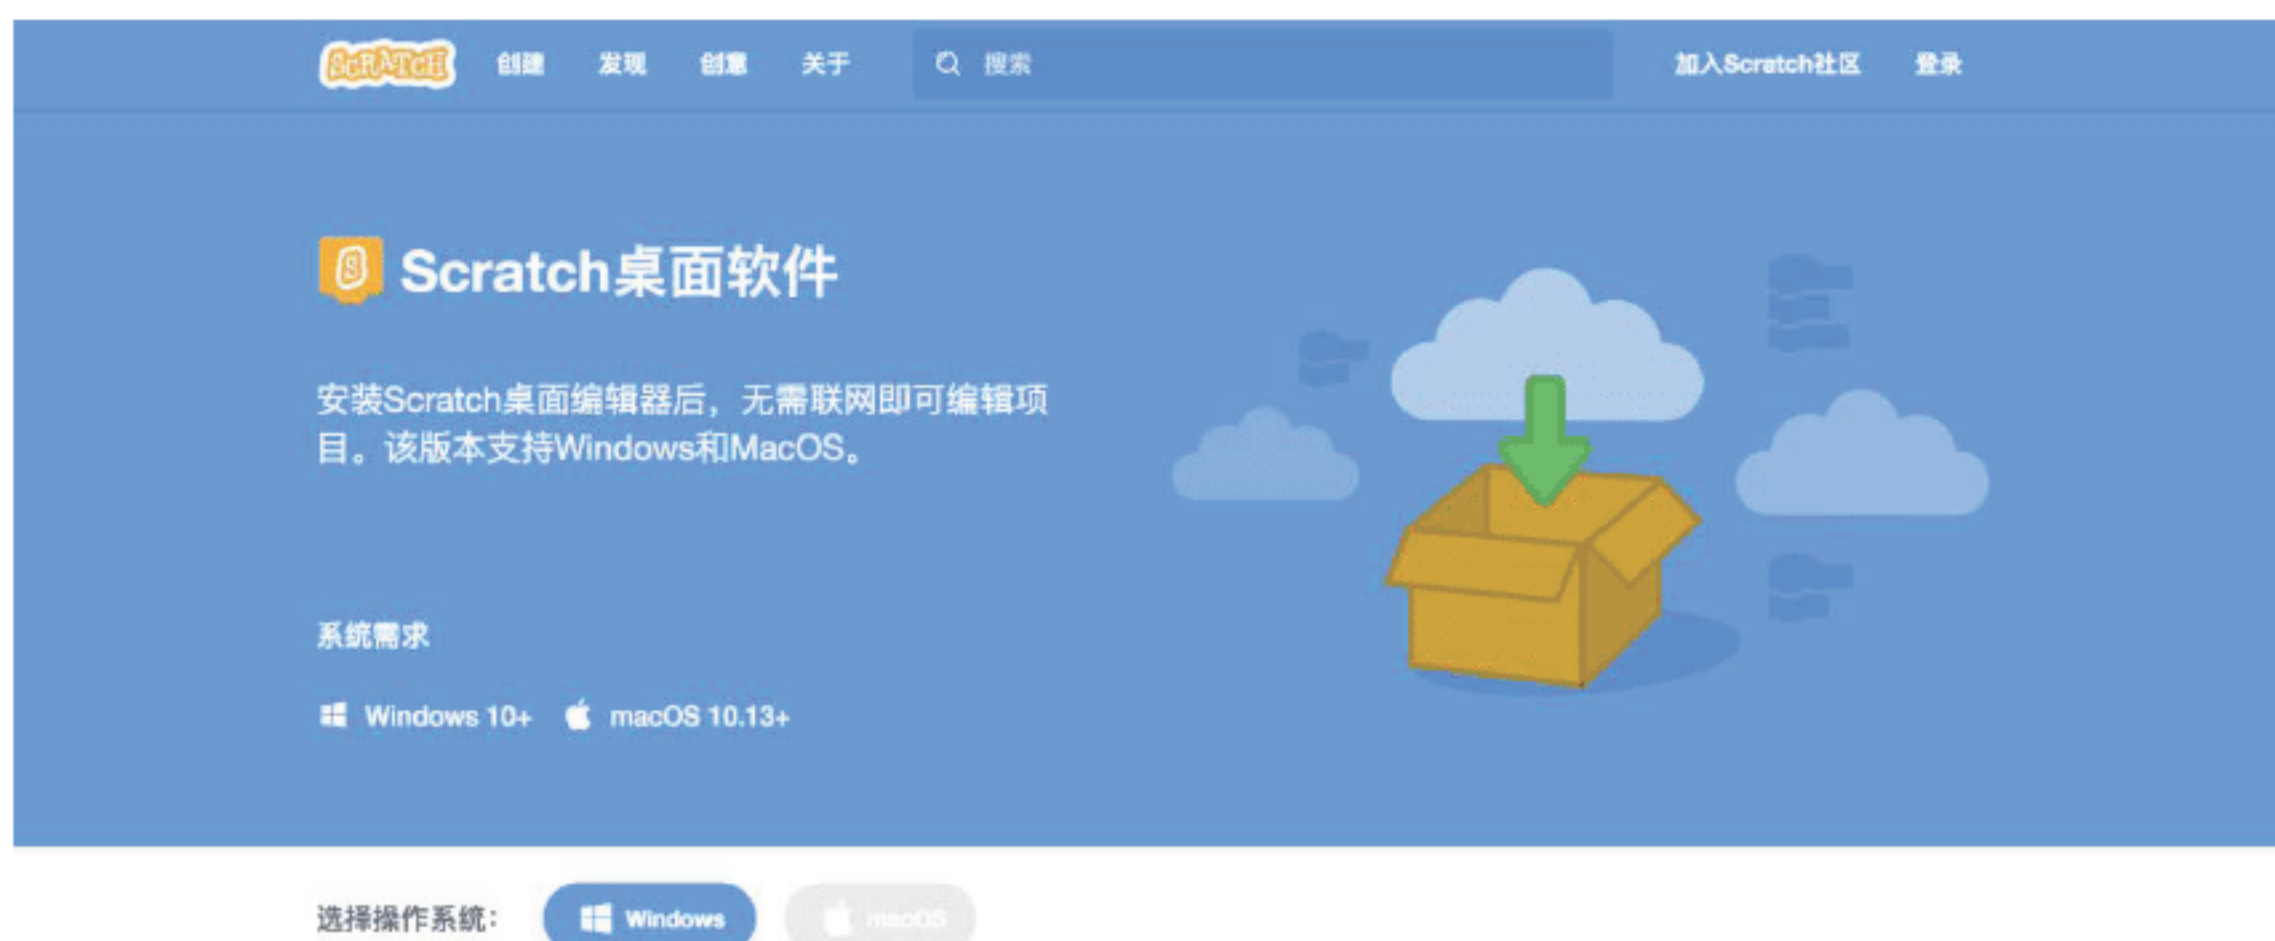 SCRATCH 创建 发现 创意 关于 搜索 加入Scratch社区 登录
Scratch桌面软件
安装Scratch桌面编辑器后，无需联网即可编辑项
目。该版本支持Windows和MacOS。
系统需求
Windows 10+ macOS 10.13+
选择操作系统： Windows macOS